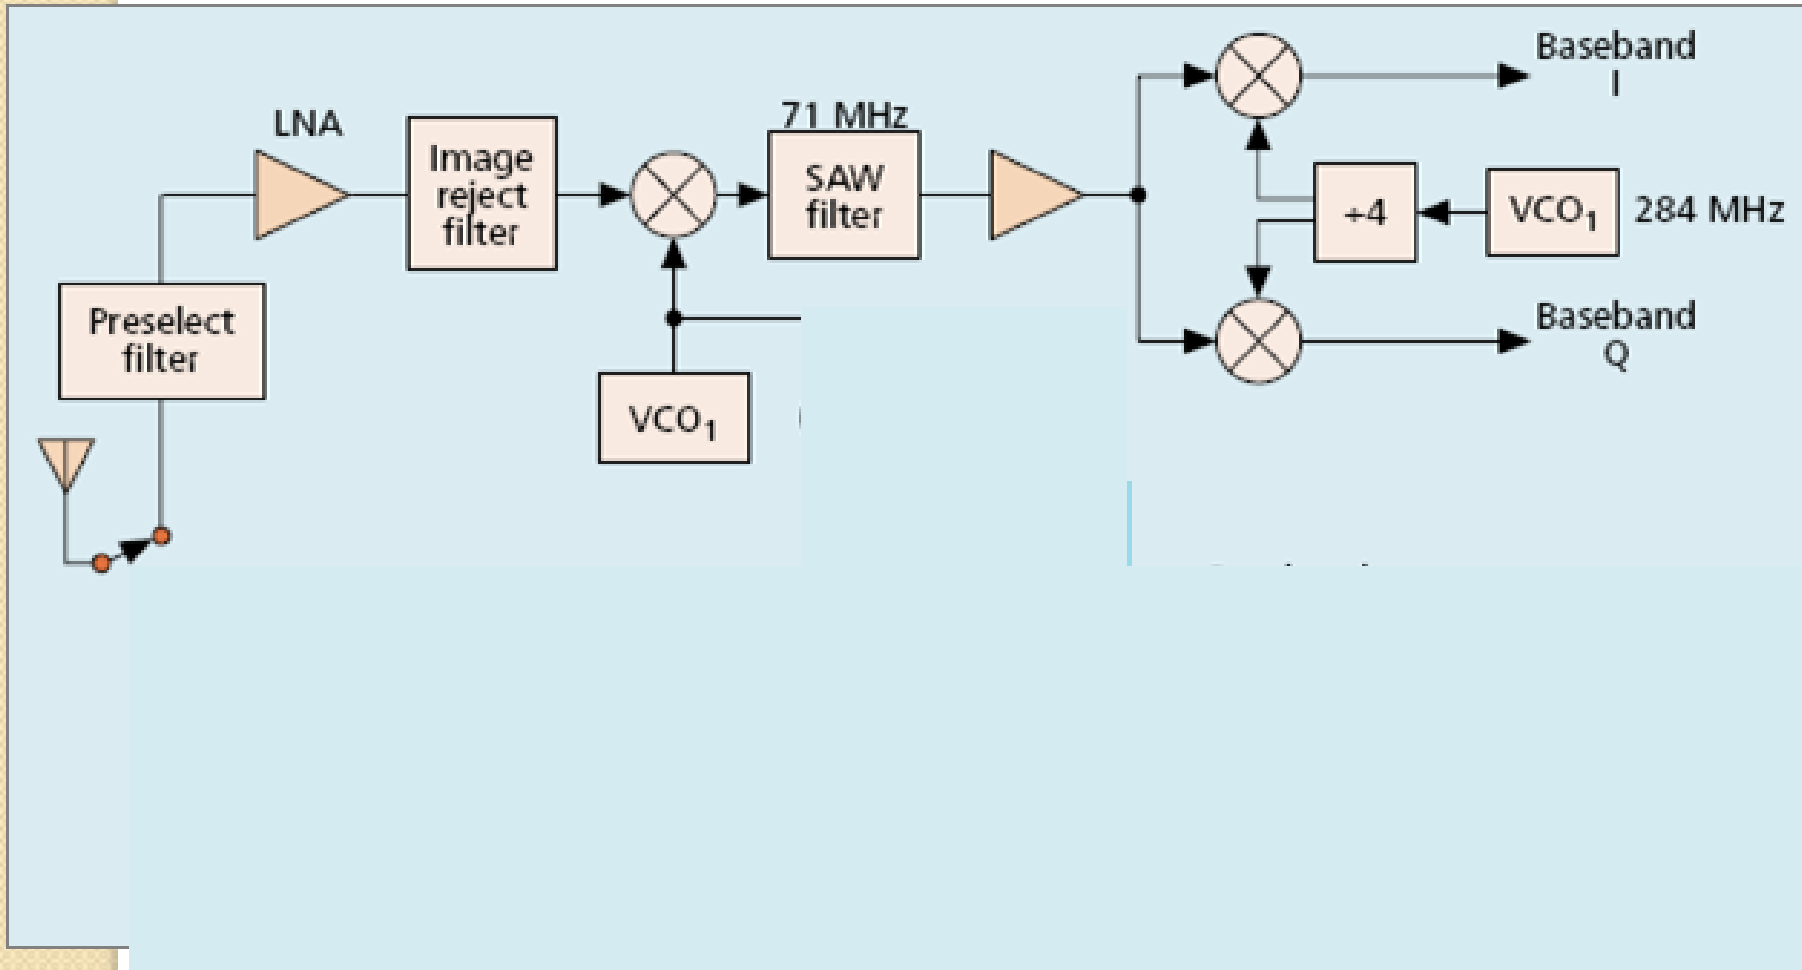 LNA
Image
reject
filter
71 MHz
SAW
filter
Baseband
I
÷4
VCO1
284 MHz
Baseband
Q
Preselect
filter
VCO1